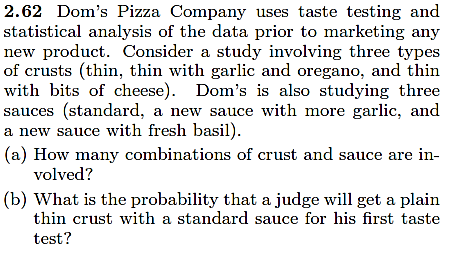 2.62 Dom's Pizza Company uses taste testing and
statistical analysis of the data prior to marketing any
new product. Consider a study involving three types
of crusts (thin, thin with garlic and oregano, and thin
with bits of cheese). Dom's is also studying three
sauces (standard, a new sauce with more garlic, and
a new sauce with fresh basil).
(a) How many combinations of crust and sauce are in-
volved?
(b) What is the probability that a judge will get a plain
thin crust with a standard sauce for his first taste
test?